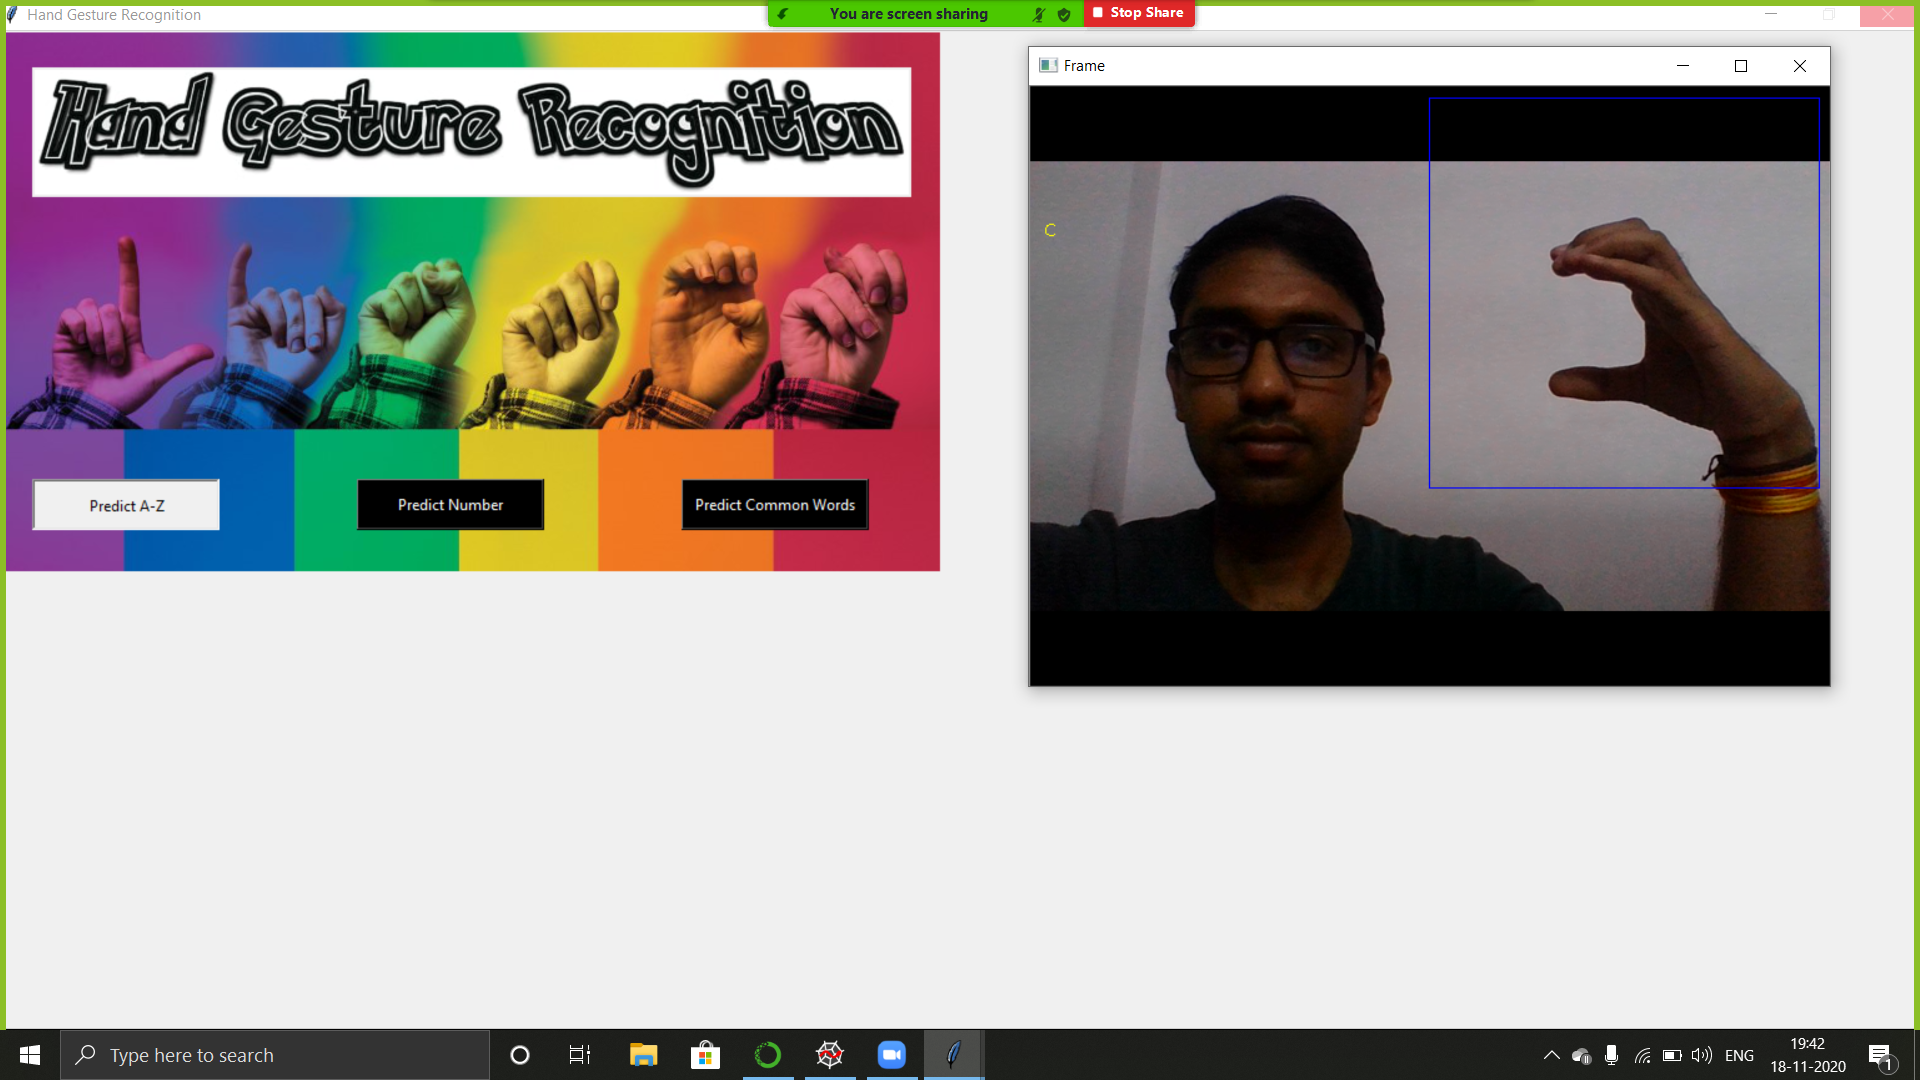 Hand Gesture Recognition
You are screen sharing
Stop Share
Hand Gesture Recognition
Predict A-Z
Predict Number
Predict Common Words
Frame
C
Type here to search
ENG
19:42
18-11-2020
1